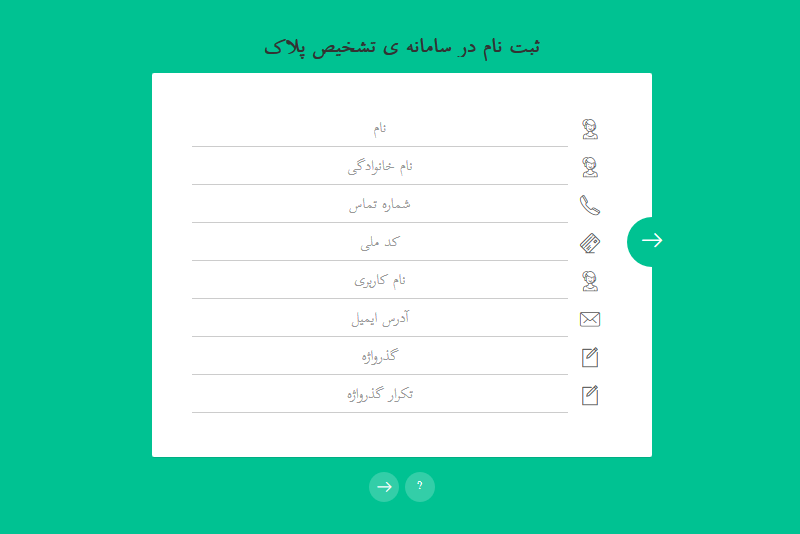 ثبت نام در سامانه ی تشخیص پلاک
نام
نام خانوادگی
شماره تماس
کد ملی
نام کاربری
آدرس ایمیل
گذرواژه
تکرار گذرواژه
?